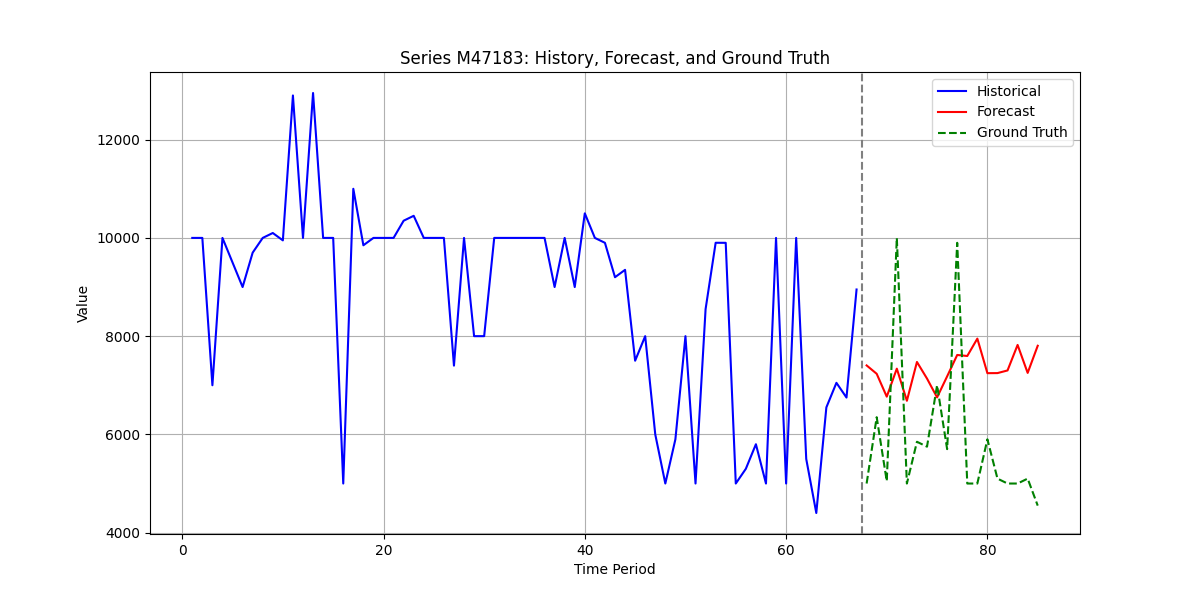 Series M47183: History, Forecast, and Ground Truth
Historical
Forecast
Ground Truth
Value
12000
10000
8000
6000
4000
0 20 40 60 80
Time Period